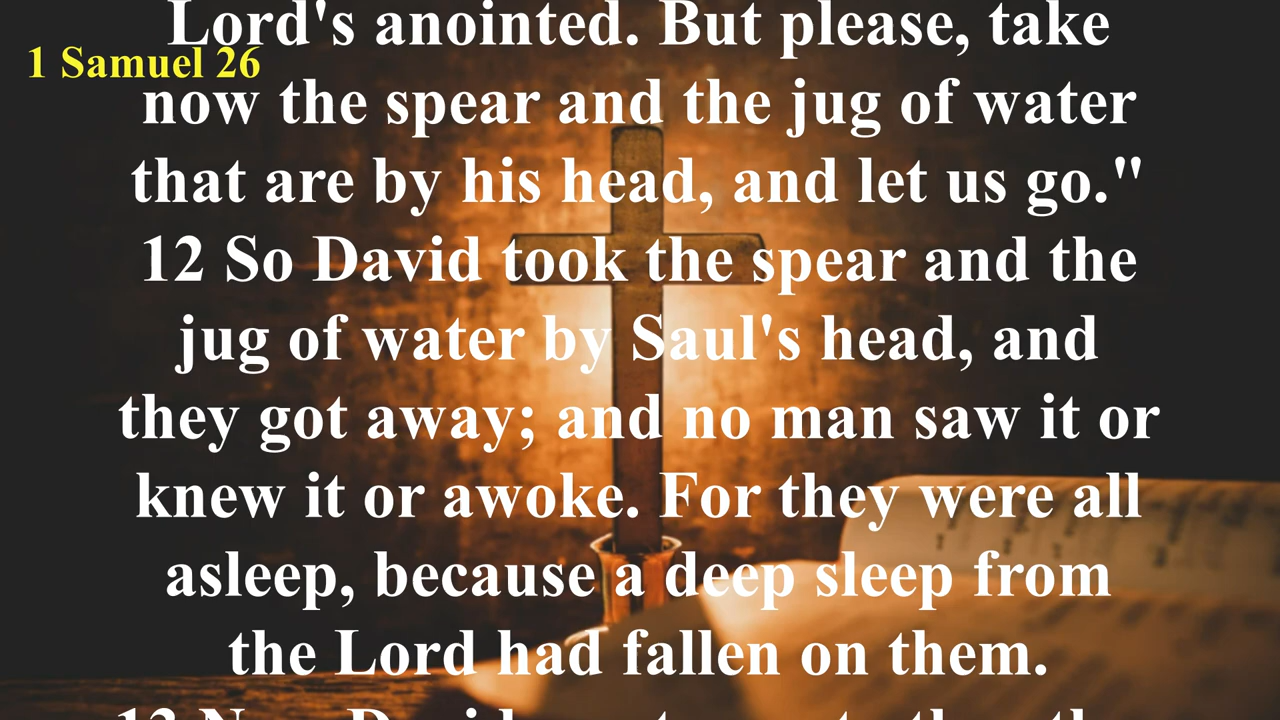 Lord's anointed. But please, take
1 Samuel 26
now the spear and the jug of water
that are by his head, and let us go."
12 So David took the spear and the
jug of water by Saul's head, and
they got away; and no man saw it or
knew it or awoke. For they were all
asleep, because a deep sleep from
the Lord had fallen on them.